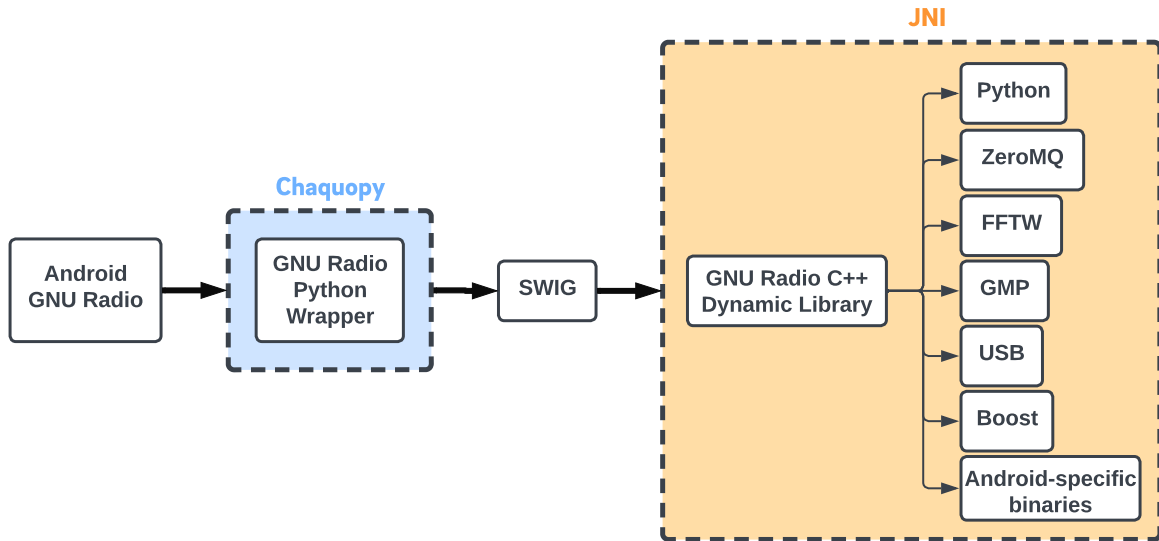 JNI
Chaquopy
Android
GNU Radio
GNU Radio
Python
Wrapper
SWIG
GNU Radio C++
Dynamic Library
Python
ZeroMQ
FFTW
GMP
USB
Boost
Android-specific
binaries